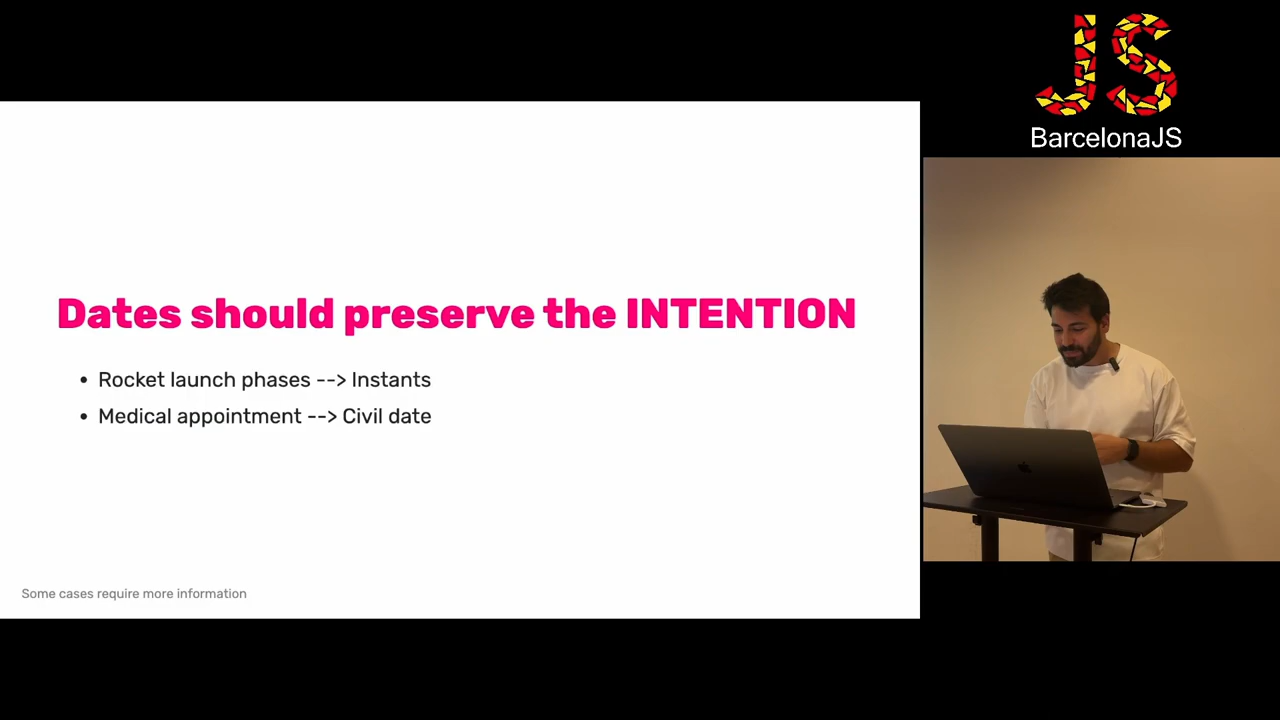 JS
BarcelonaJS
Dates should preserve the INTENTION
• Rocket launch phases --> Instants
• Medical appointment --> Civil date
Some cases require more information